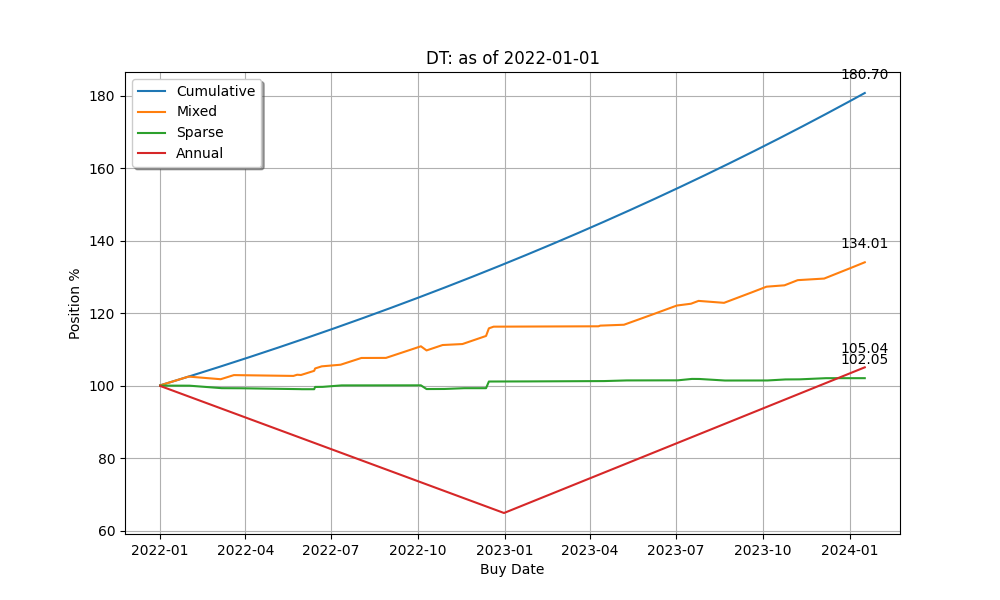 DT: as of 2022-01-01
Cumulative
Mixed
Sparse
Annual
180.70
134.01
105.04
102.05
Position %
180
160
140
120
100
80
60
2022-01 2022-04 2022-07 2022-10 2023-01 2023-04 2023-07 2023-10 2024-01
Buy Date